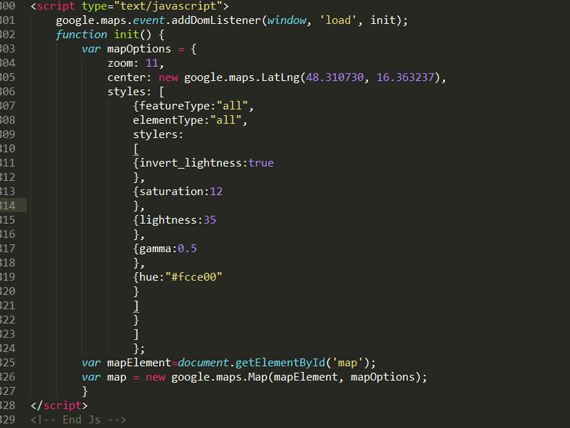 300 <script type="text/javascript">
301 google.maps.event.addDomListener(window, 'load', init);
302 function init() {
303 var mapOptions = {
304 zoom: 11,
305 center: new google.maps.LatLng(48.310730, 16.363237),
306 styles: [
307 {featureType:"all",
308 elementType:"all",
309 stylers:
310 [
311 {invert_lightness:true
312 },
313 {saturation:12
314 },
315 {lightness:35
316 },
317 {gamma:0.5
318 },
319 {hue:"#fcce00"
320 }
321 ]
322 }
323 ]
324 };
325 var mapElement=document.getElementById('map');
326 var map = new google.maps.Map(mapElement, mapOptions);
327 }
328 </script>
329 <!-- End Js -->